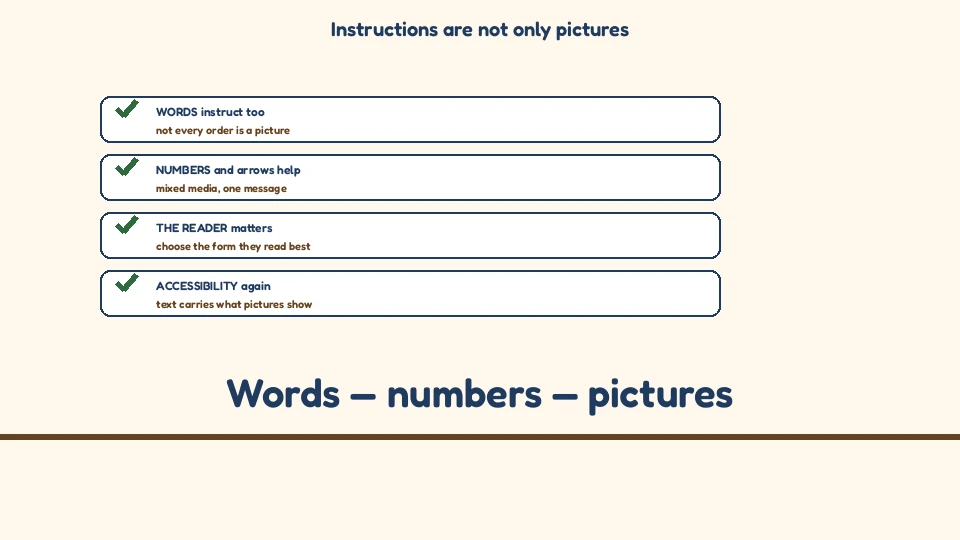 Instructions are not only pictures
WORDS instruct too
not every order is a picture
NUMBERS and arrows help
mixed media, one message
THE READER matters
choose the form they read best
ACCESSIBILITY again
text carries what pictures show
Words — numbers — pictures